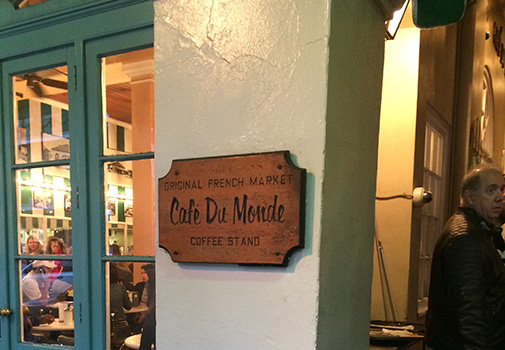 ORIGINAL FRENCH MARKET
Cafe Du Monde
COFFEE STAND